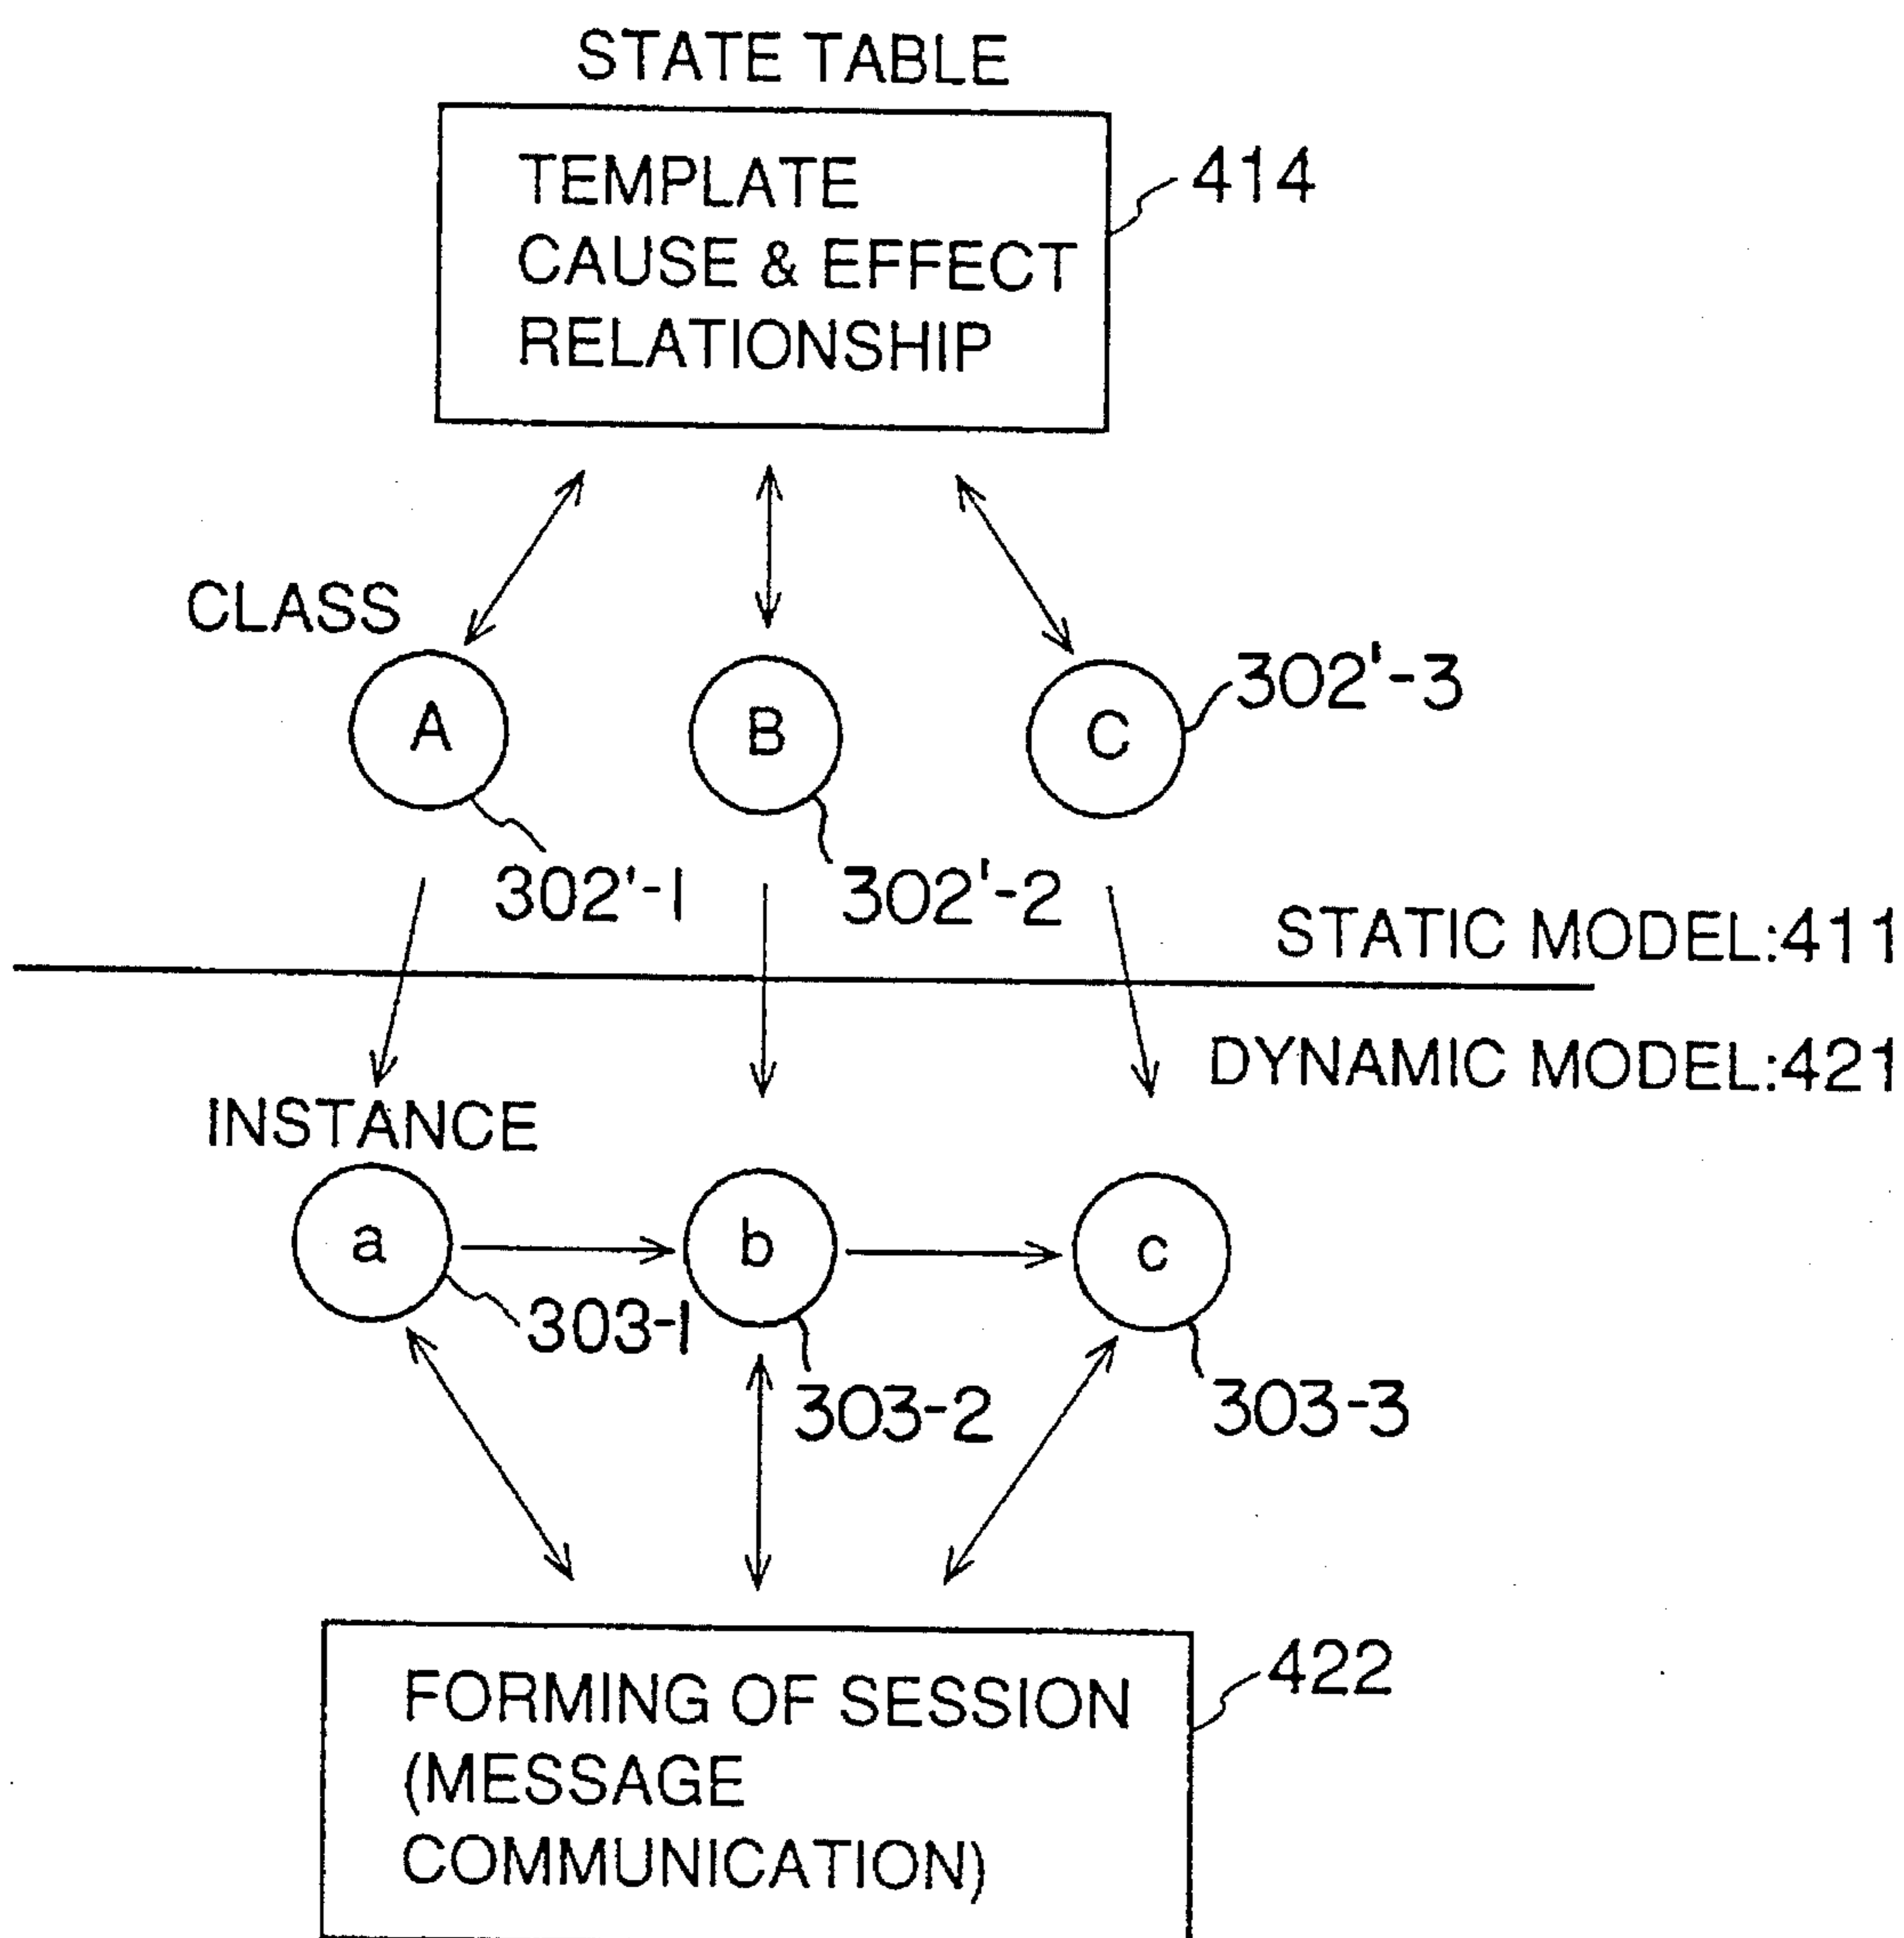 STATE TABLE
TEMPLATE
CAUSE & EFFECT
RELATIONSHIP
414
CLASS
A
B
C
302'-3
302'-1
302'-2
STATIC MODEL:411
DYNAMIC MODEL:421
INSTANCE
a
b
c
303-1
303-2
303-3
FORMING OF SESSION
(MESSAGE
COMMUNICATION)
422